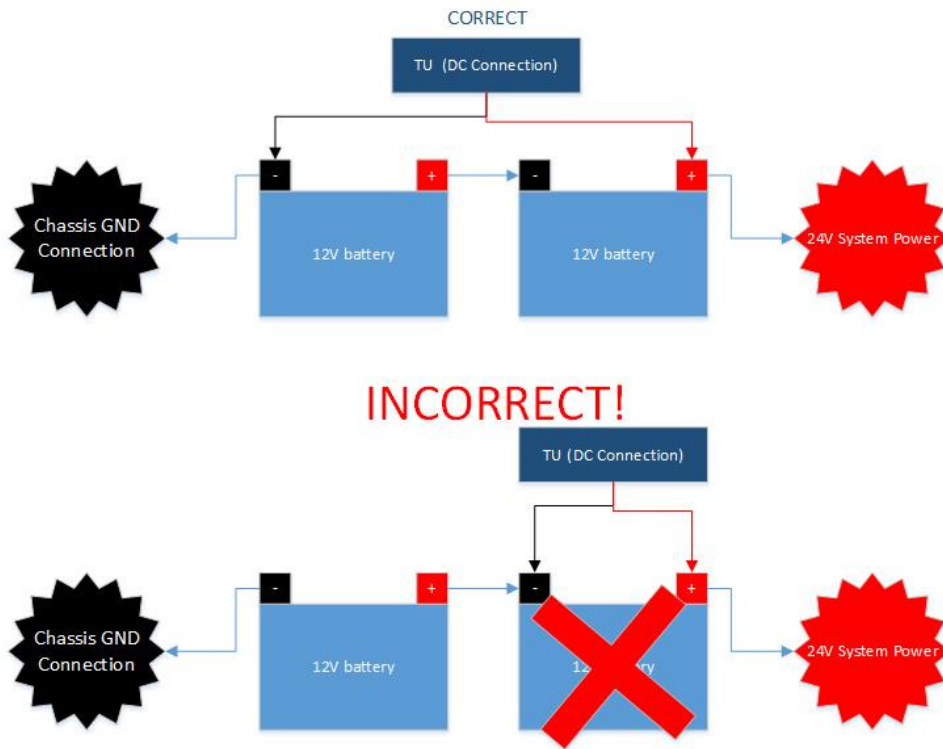 CORRECT
TU (DC Connection)
- + - +
Chassis GND
Connection
12V battery
12V battery
24V System Power
INCORRECT!
TU (DC Connection)
- + - +
Chassis GND
Connection
12V battery
24V System Power